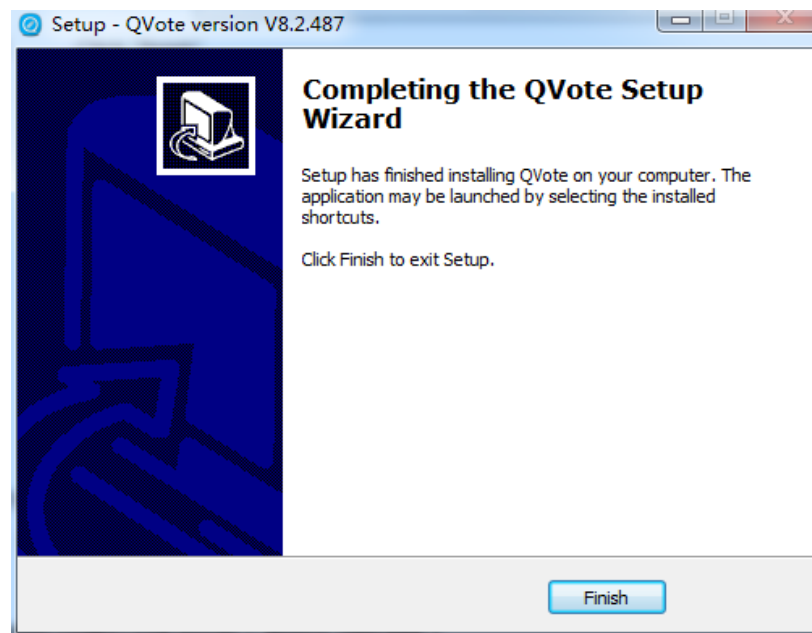 Setup - QVote version V8.2.487
Completing the QVote Setup
Wizard
Setup has finished installing QVote on your computer. The
application may be launched by selecting the installed
shortcuts.
Click Finish to exit Setup.
Finish